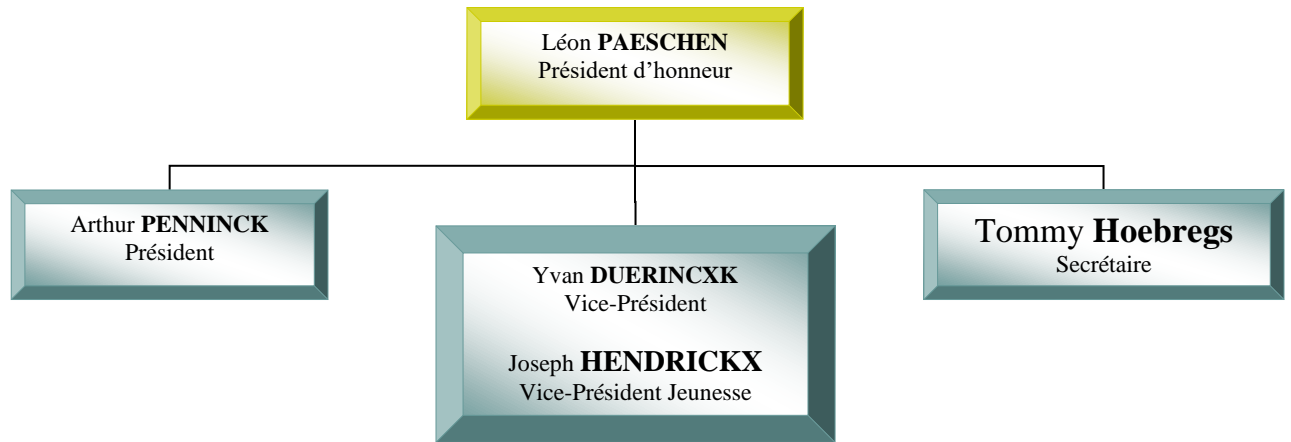 Léon PAESCHEN
Président d’honneur
Arthur PENNINCK
Président
Yvan DUERINCXK
Vice-Président
Joseph HENDRICKX
Vice-Président Jeunesse
Tommy Hoebregs
Secrétaire